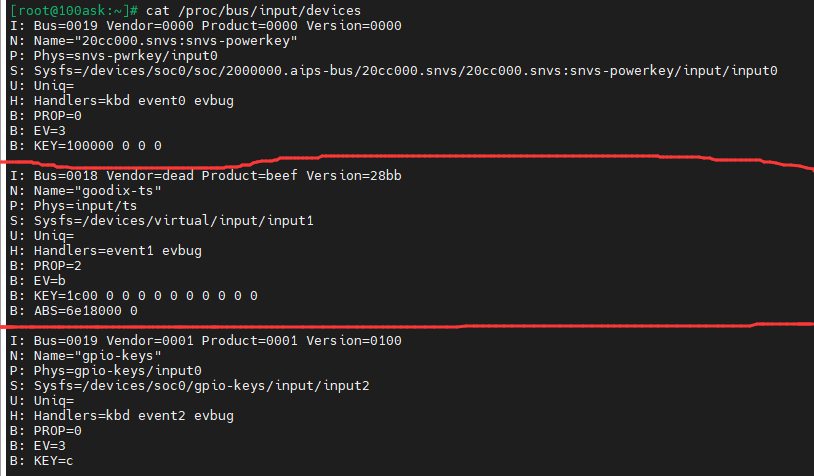 [root@100ask:~]# cat /proc/bus/input/devices
I: Bus=0019 Vendor=0000 Product=0000 Version=0000
N: Name="20cc000.snvs:snvs-powerkey"
P: Phys=snvs-pwrkey/input0
S: Sysfs=/devices/soc0/soc/2000000.aips-bus/20cc000.snvs/20cc000.snvs:snvs-powerkey/input/input0
U: Uniq=
H: Handlers=kbd event0 evbug
B: PROP=0
B: EV=3
B: KEY=100000 0 0 0
I: Bus=0018 Vendor=dead Product=beef Version=28bb
N: Name="goodix-ts"
P: Phys=input/ts
S: Sysfs=/devices/virtual/input/input1
U: Uniq=
H: Handlers=event1 evbug
B: PROP=2
B: EV=b
B: KEY=1c00 0 0 0 0 0 0 0 0 0 0
B: ABS=6e18000 0
I: Bus=0019 Vendor=0001 Product=0001 Version=0100
N: Name="gpio-keys"
P: Phys=gpio-keys/input0
S: Sysfs=/devices/soc0/gpio-keys/input/input2
U: Uniq=
H: Handlers=kbd event2 evbug
B: PROP=0
B: EV=3
B: KEY=c